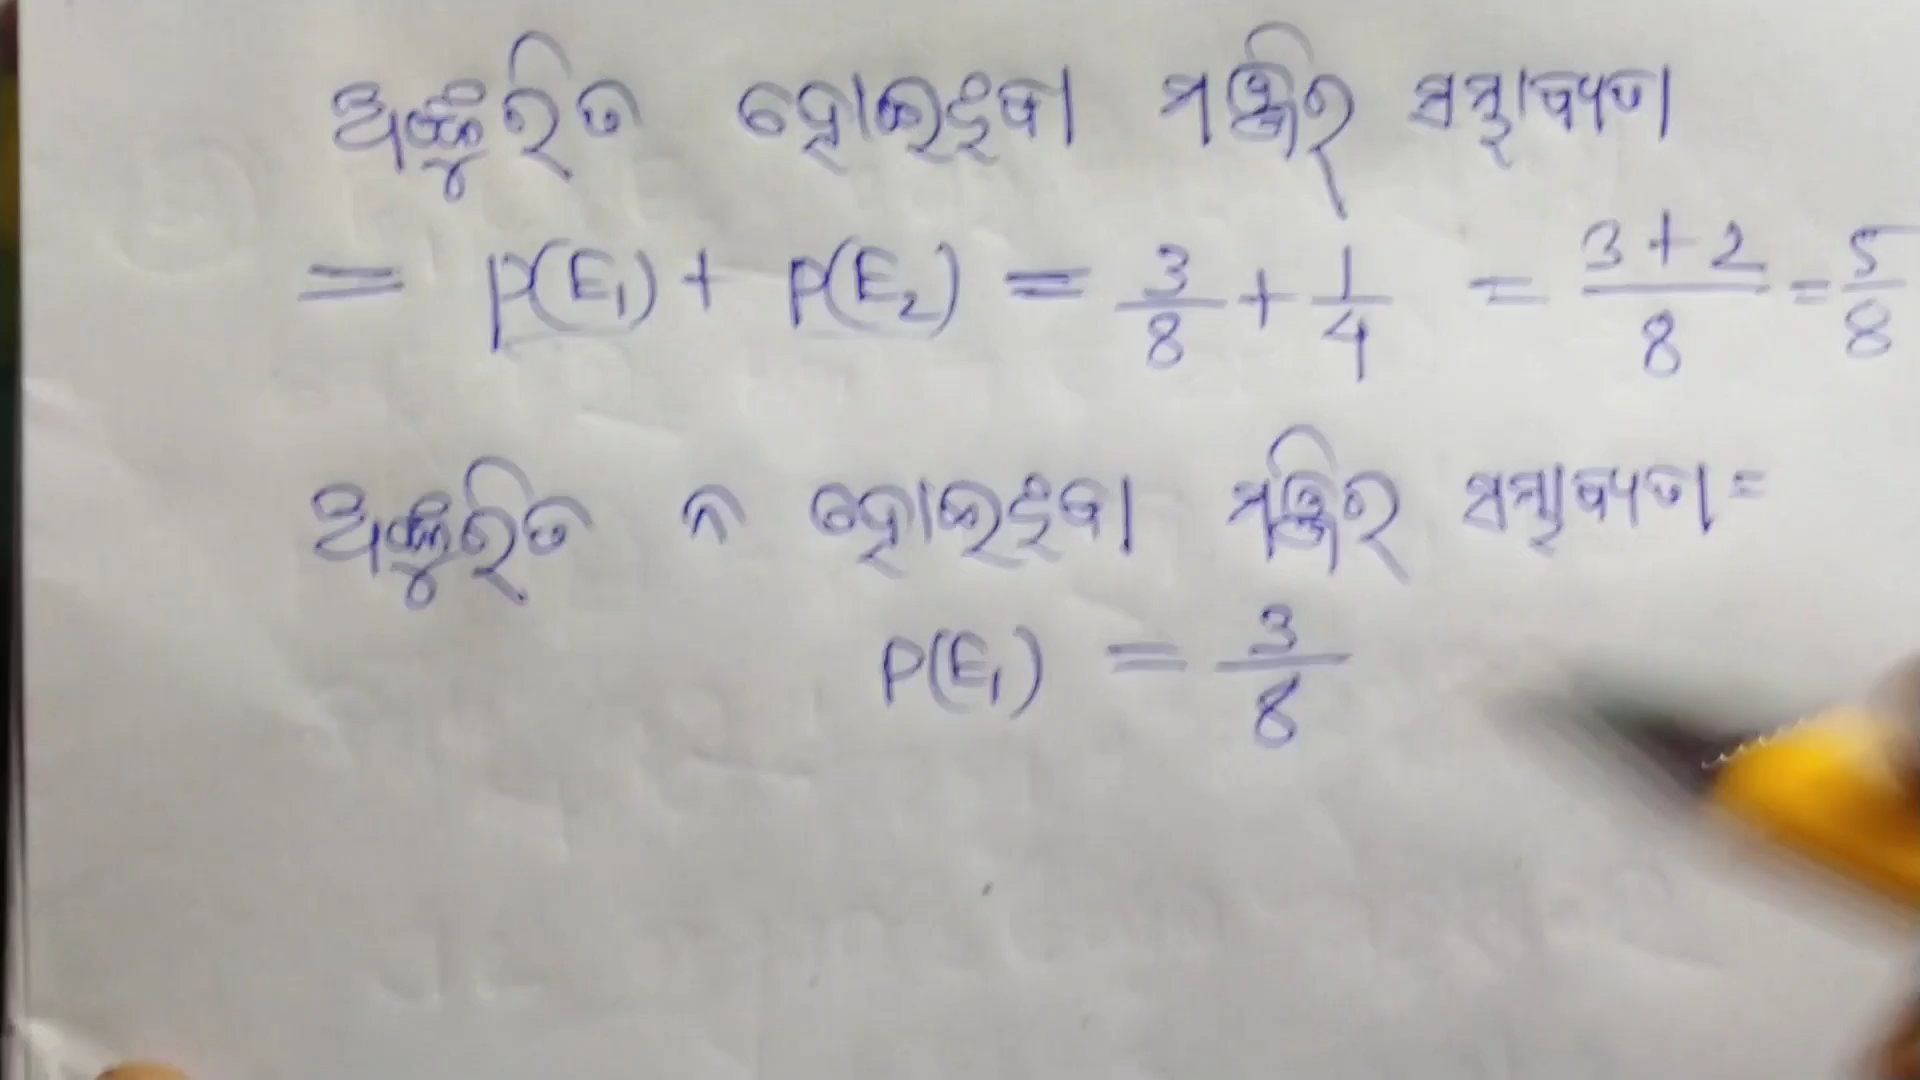 ଅଙ୍କୁରିତ ହୋଇଥିବା ମଞ୍ଜିର ସମ୍ଭାବ୍ୟତା
= P(E₁) + P(E₂) = 3/8 + 1/4 = 3+2/8 = 5/8
ଅଙ୍କୁରିତ ନ ହୋଇଥିବା ମଞ୍ଜିର ସମ୍ଭାବ୍ୟତା =
P(E₁) = 3/8